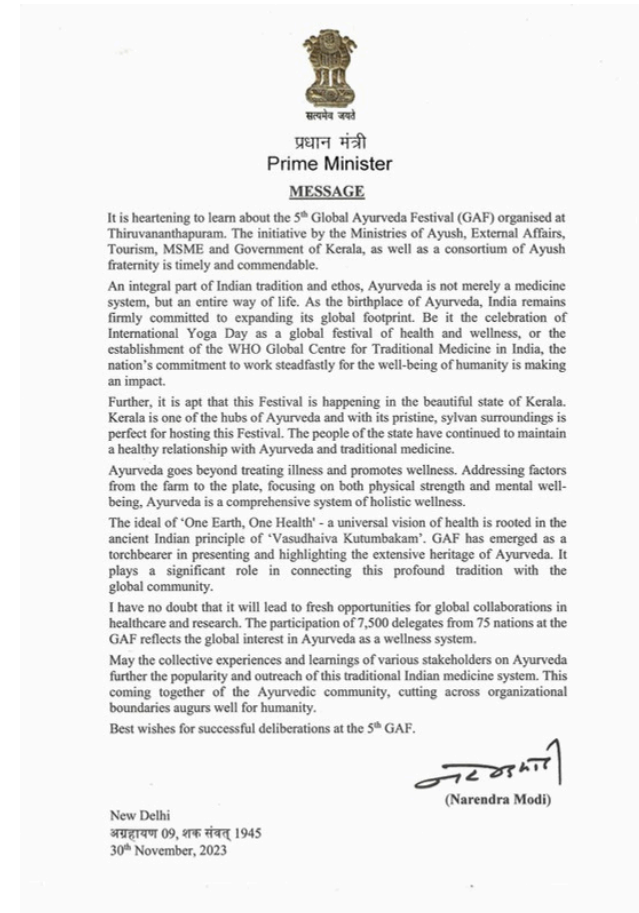 सत्यमेव जयते
प्रधान मंत्री
Prime Minister
MESSAGE
It is heartening to learn about the 5th Global Ayurveda Festival (GAF) organised at
Thiruvananthapuram. The initiative by the Ministries of Ayush, External Affairs,
Tourism, MSME and Government of Kerala, as well as a consortium of Ayush
fraternity is timely and commendable.
An integral part of Indian tradition and ethos, Ayurveda is not merely a medicine
system, but an entire way of life. As the birthplace of Ayurveda, India remains
firmly committed to expanding its global footprint. Be it the celebration of
International Yoga Day as a global festival of health and wellness, or the
establishment of the WHO Global Centre for Traditional Medicine in India, the
nation's commitment to work steadfastly for the well-being of humanity is making
an impact.
Further, it is apt that this Festival is happening in the beautiful state of Kerala.
Kerala is one of the hubs of Ayurveda and with its pristine, sylvan surroundings is
perfect for hosting this Festival. The people of the state have continued to maintain
a healthy relationship with Ayurveda and traditional medicine.
Ayurveda goes beyond treating illness and promotes wellness. Addressing factors
from the farm to the plate, focusing on both physical strength and mental well-
being, Ayurveda is a comprehensive system of holistic wellness.
The ideal of 'One Earth, One Health' - a universal vision of health is rooted in the
ancient Indian principle of 'Vasudhaiva Kutumbakam'. GAF has emerged as a
torchbearer in presenting and highlighting the extensive heritage of Ayurveda. It
plays a significant role in connecting this profound tradition with the
global community.
I have no doubt that it will lead to fresh opportunities for global collaborations in
healthcare and research. The participation of 7,500 delegates from 75 nations at the
GAF reflects the global interest in Ayurveda as a wellness system.
May the collective experiences and learnings of various stakeholders on Ayurveda
further the popularity and outreach of this traditional Indian medicine system. This
coming together of the Ayurvedic community, cutting across organizational
boundaries augurs well for humanity.
Best wishes for successful deliberations at the 5th GAF.
(Narendra Modi)
New Delhi
अग्रहायण 09, शक संवत् 1945
30th November, 2023